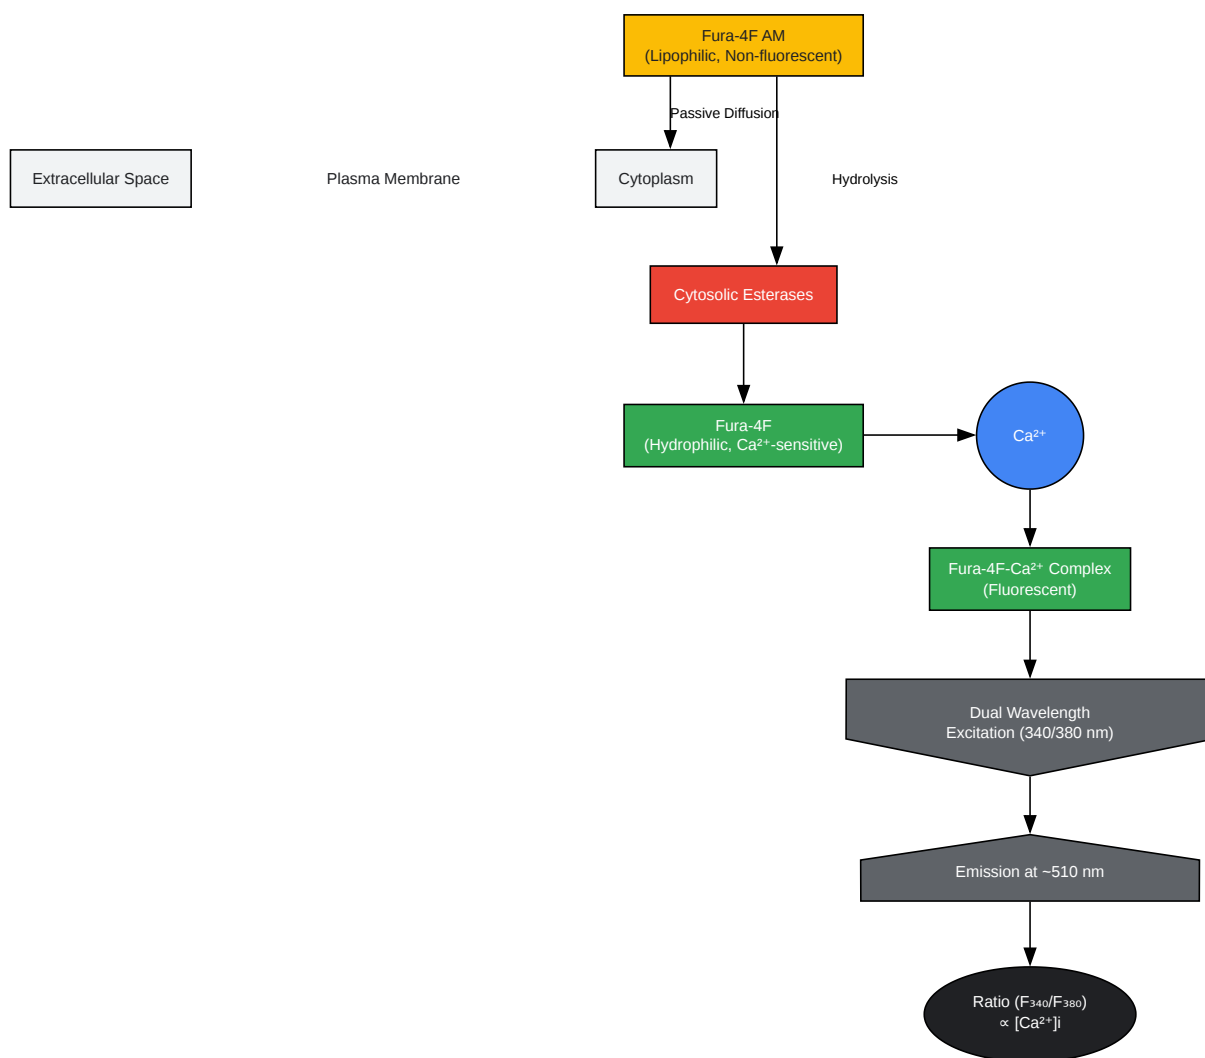 Fura-4F AM
(Lipophilic, Non-fluorescent)
Passive Diffusion
Extracellular Space
Plasma Membrane
Cytoplasm
Hydrolysis
Cytosolic Esterases
Fura-4F
(Hydrophilic, Ca²⁺-sensitive)
Ca²⁺
Fura-4F-Ca²⁺ Complex
(Fluorescent)
Dual Wavelength
Excitation (340/380 nm)
Emission at ~510 nm
Ratio (F₃₄₀/F₃₈₀)
∝ [Ca²⁺]i